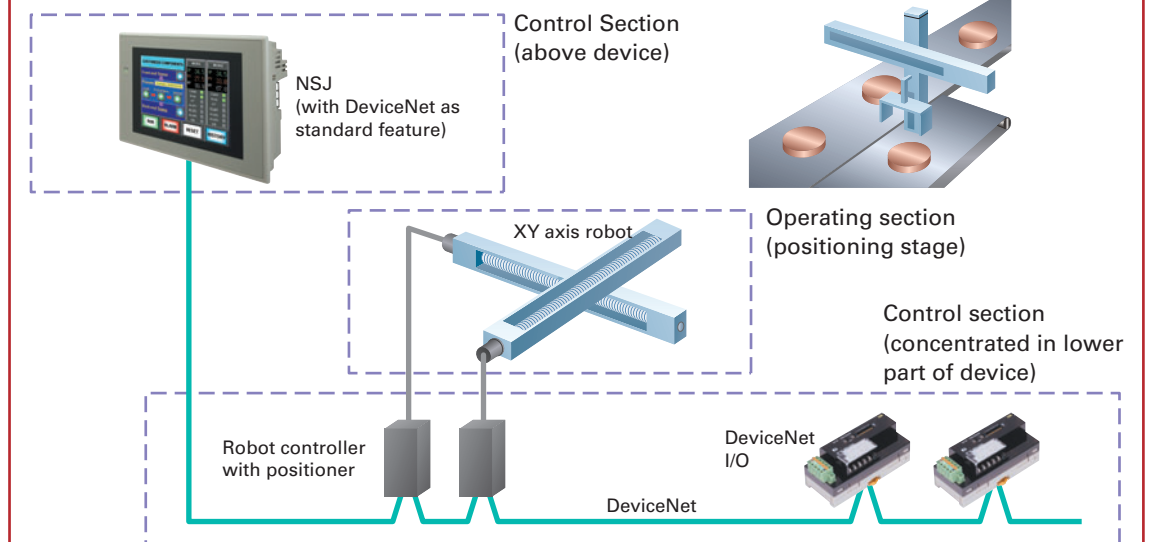 Control Section
(above device)
NSJ
(with DeviceNet as
standard feature)
RESET
Operating section
(positioning stage)
XY axis robot
Control section
(concentrated in lower
part of device)
Robot controller
with positioner
DeviceNet
I/O
DeviceNet